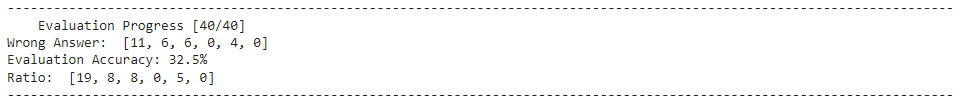 --------------------------------------------------------------------------------------------------------------------------------
Evaluation Progress [40/40]
Wrong Answer:  [11, 6, 6, 0, 4, 0]
Evaluation Accuracy: 32.5%
Ratio:  [19, 8, 8, 0, 5, 0]
--------------------------------------------------------------------------------------------------------------------------------